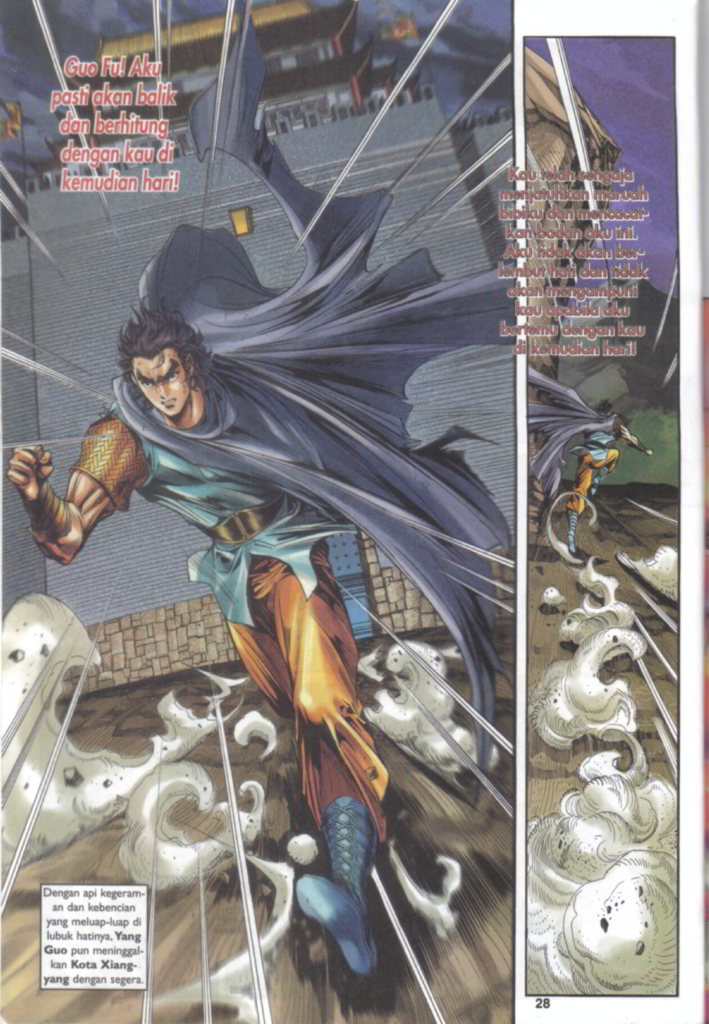 Guo Fu! Aku
pasti akan balik
dan berhitung
dengan kau di
kemudian hari!
Kau telah sengaja
menjatuhkan maruah
bibiku dan mencacat-
kan badan aku ini.
Aku tidak akan ber-
lembut hati dan tidak
akan mengampuni
kau apabila aku
bertemu dengan kau
di kemudian hari!
Dengan api kegeram-
an dan kebencian
yang meluap-luap di
lubuk hatinya, Yang
Guo pun meninggal-
kan Kota Xiang-
yang dengan segera.
28